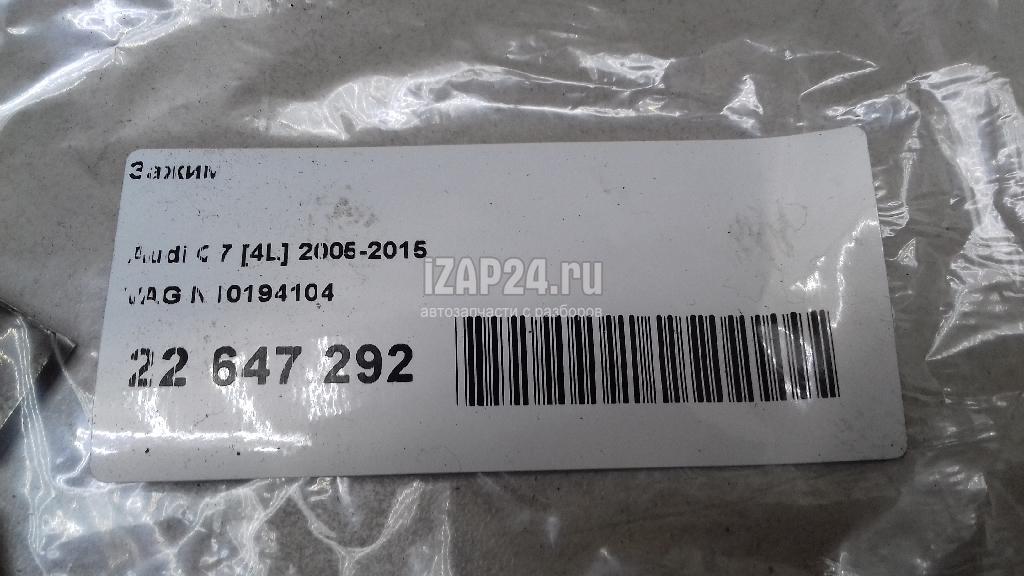 Зажим
Audi Q7 [4L] 2005-2015
VAG N10194104
iZAP24.ru
автозапчасти с разборов
22 647 292